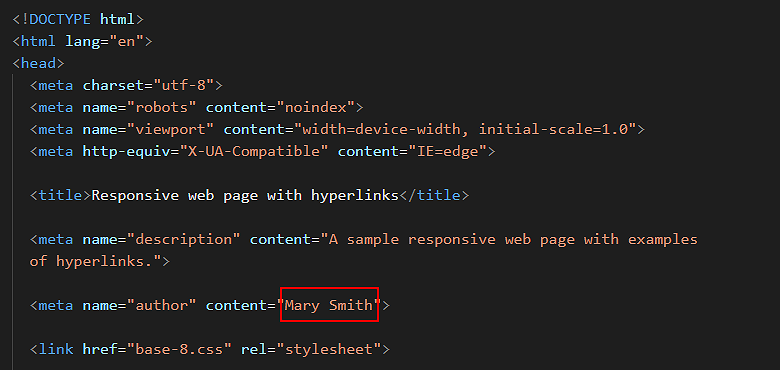 <!DOCTYPE html>
<html lang="en">
<head>
<meta charset="utf-8">
<meta name="robots" content="noindex">
<meta name="viewport" content="width=device-width, initial-scale=1.0">
<meta http-equiv="X-UA-Compatible" content="IE=edge">
<title>Responsive web page with hyperlinks</title>
<meta name="description" content="A sample responsive web page with examples
of hyperlinks.">
<meta name="author" content="Mary Smith">
<link href="base-8.css" rel="stylesheet">